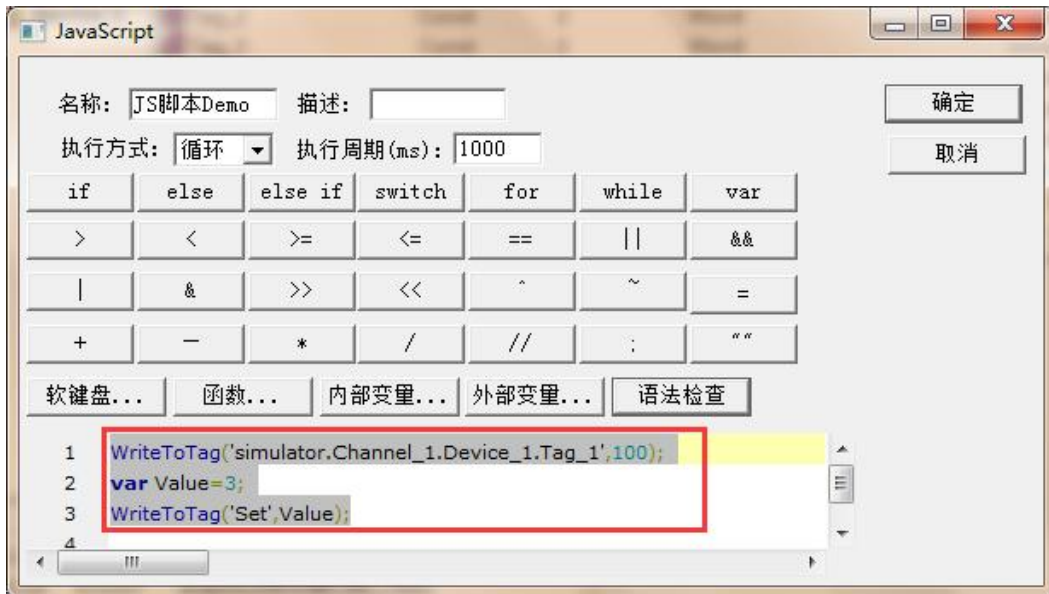 JavaScript
名称: JS脚本Demo 描述: 确定
执行方式: 循环 执行周期(ms): 1000 取消
if else else if switch for while var
> < >= <= == || &&
| & >> << ^ ~ =
+ — * / // ; ""
软键盘... 函数... 内部变量... 外部变量... 语法检查
1 WriteToTag('simulator.Channel_1.Device_1.Tag_1',100);
2 var Value=3;
3 WriteToTag('Set',Value);
4